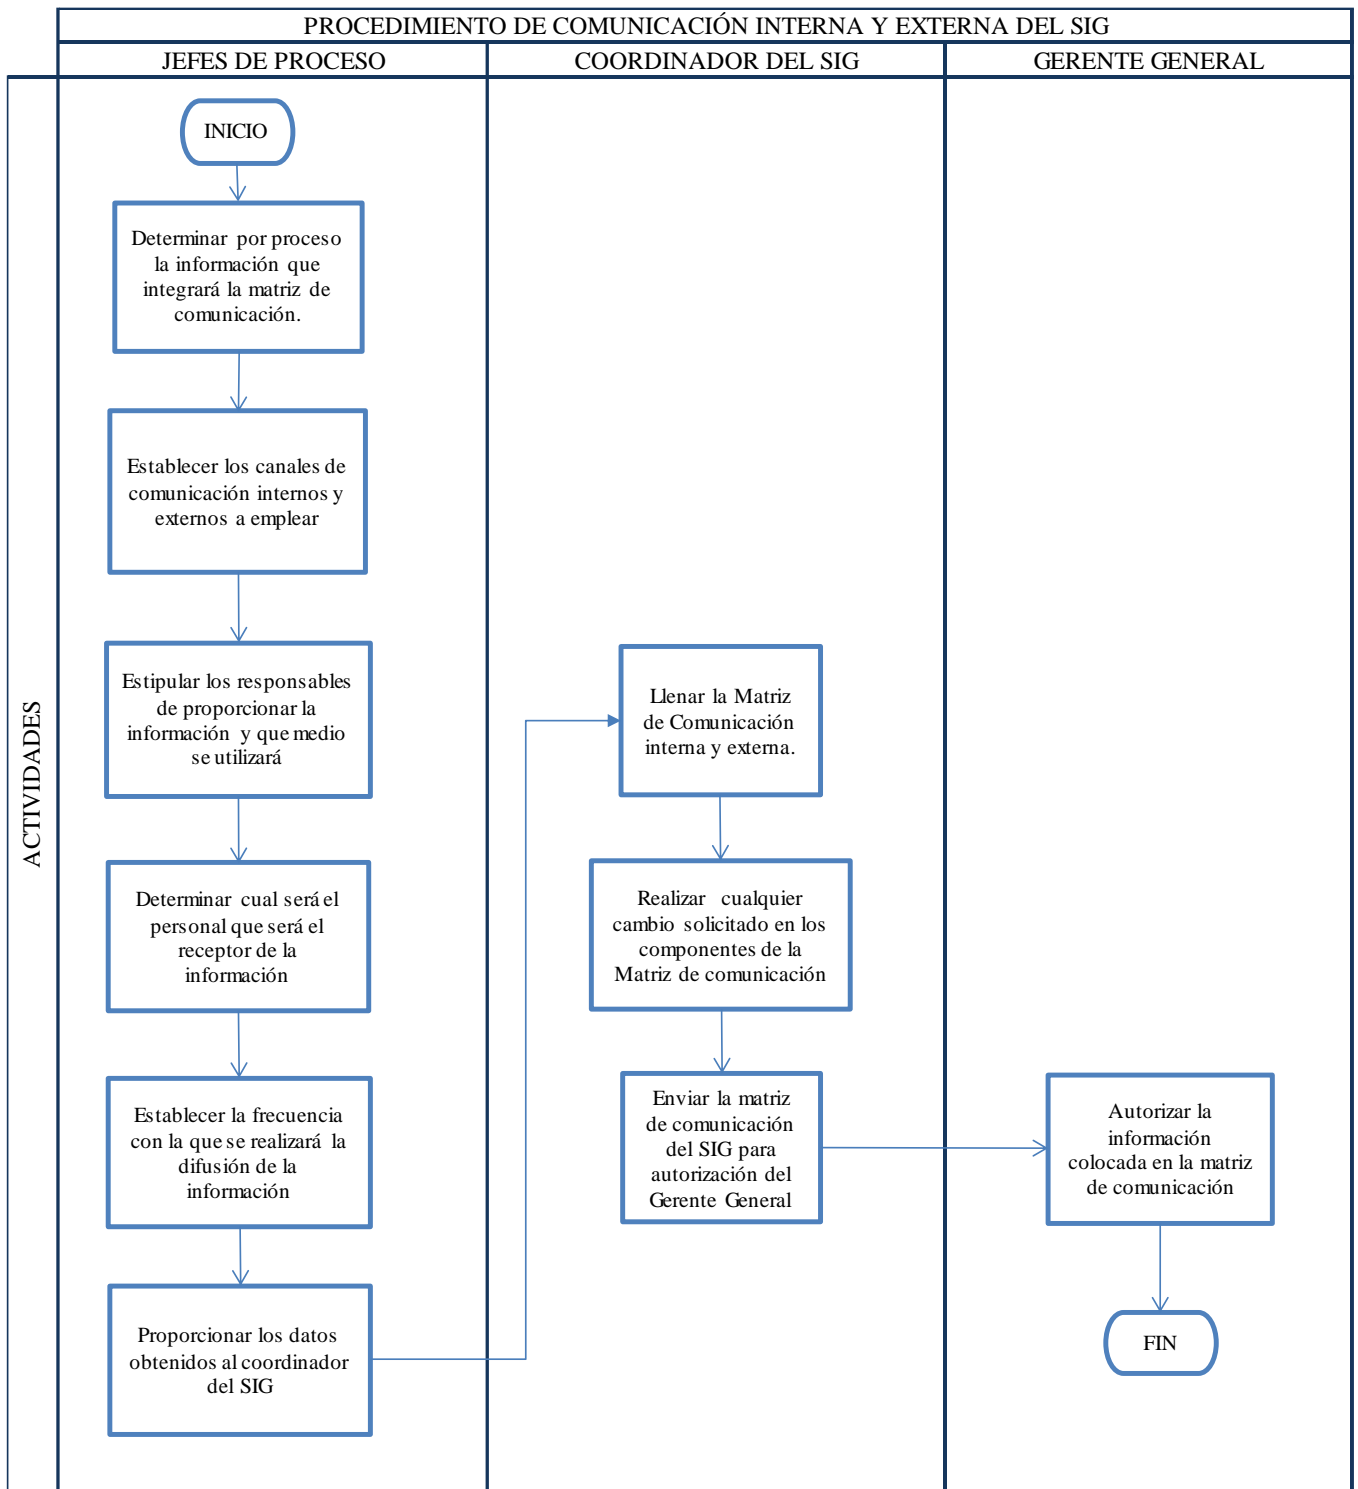 PROCEDIMIENTO DE COMUNICACIÓN INTERNA Y EXTERNA DEL SIG
JEFES DE PROCESO
COORDINADOR DEL SIG
GERENTE GENERAL
ACTIVIDADES
INICIO
Determinar por proceso
la información que
integrará la matriz de
comunicación.
Establecer los canales de
comunicación internos y
externos a emplear
Estipular los responsables
de proporcionar la
información y que medio
se utilizará
Determinar cual será el
personal que será el
receptor de la
información
Establecer la frecuencia
con la que se realizará la
difusión de la
información
Proporcionar los datos
obtenidos al coordinador
del SIG
Llenar la Matriz
de Comunicación
interna y externa.
Realizar cualquier
cambio solicitado en los
componentes de la
Matriz de comunicación
Enviar la matriz
de comunicación
del SIG para
autorización del
Gerente General
Autorizar la
información
colocada en la matriz
de comunicación
FIN